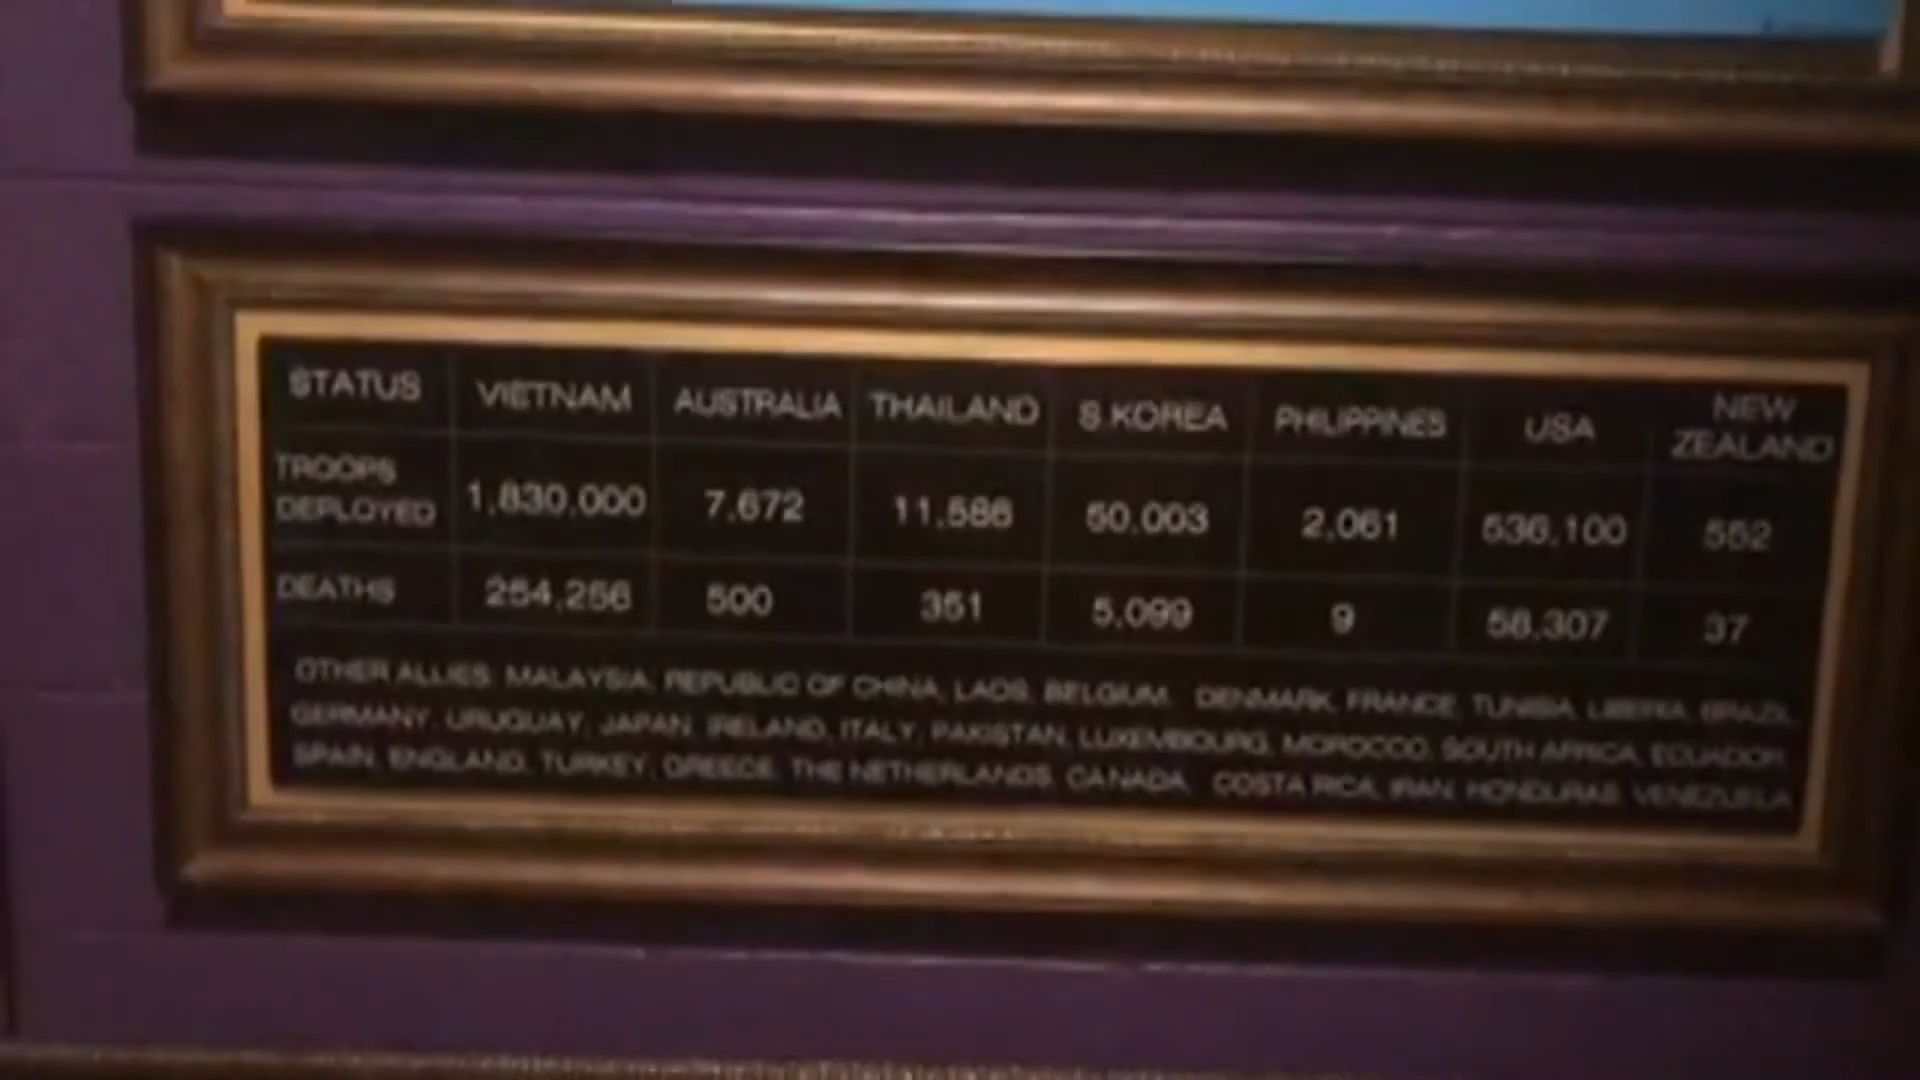 STATUS VIETNAM AUSTRALIA THAILAND S.KOREA PHILIPPINES USA NEW ZEALAND
TROOPS DEPLOYED 1,830,000 7,672 11,586 50,003 2,061 536,100 552
DEATHS 254,256 500 351 5,099 9 58,307 37
OTHER ALLIES: MALAYSIA, REPUBLIC OF CHINA, LAOS, BELGIUM, DENMARK, FRANCE, TUNISIA, LIBERIA, BRAZIL,
GERMANY, URUGUAY, JAPAN, IRELAND, ITALY, PAKISTAN, LUXEMBOURG, MOROCCO, SOUTH AFRICA, ECUADOR,
SPAIN, ENGLAND, TURKEY, GREECE, THE NETHERLANDS, CANADA, COSTA RICA, IRAN, HONDURAS, VENEZUELA